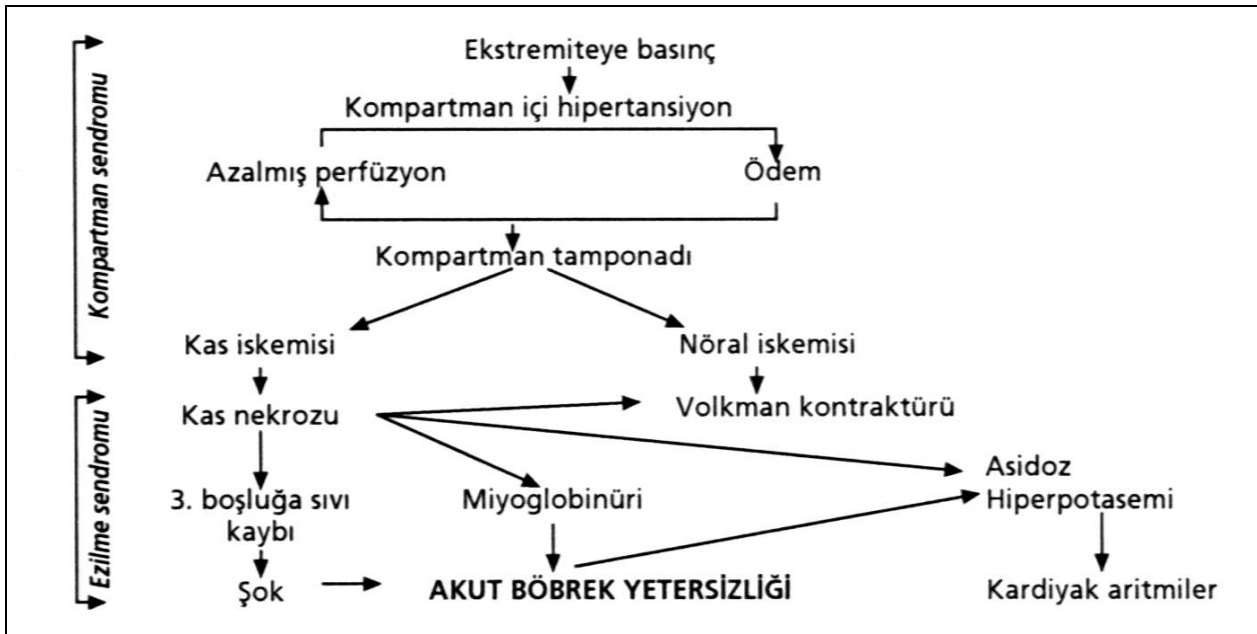 Kompartman sendromu
Ekstremiteye basınç
Kompartman içi hipertansiyon
Azalmış perfüzyon
Ödem
Kompartman tamponadı
Kas iskemisi
Nöral iskemisi
Ezilme sendromu
Kas nekrozu
Volkman kontraktürü
3. boşluğa sıvı
kaybı
Miyoglobinüri
Asidoz
Hiperpotasemi
Şok
AKUT BÖBREK YETERSİZLİĞİ
Kardiyak aritmiler